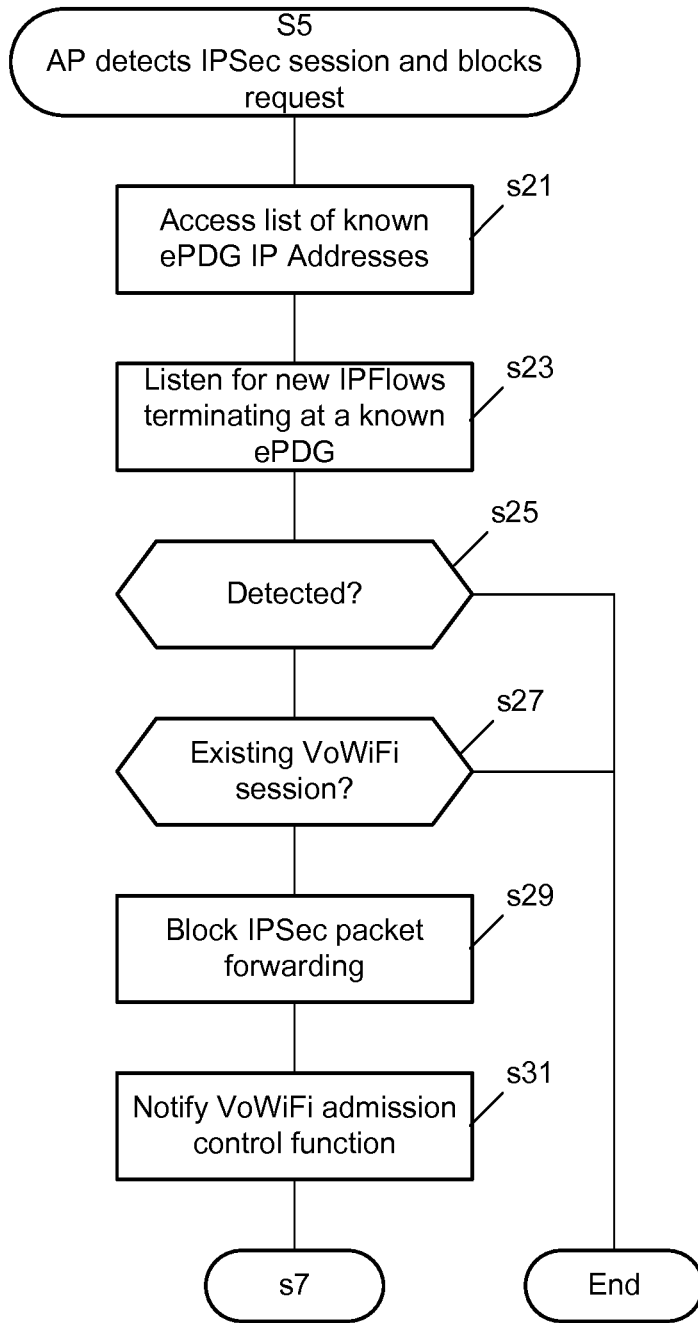 S5
AP detects IPSec session and blocks
request
s21
Access list of known
ePDG IP Addresses
s23
Listen for new IPFlows
terminating at a known
ePDG
s25
Detected?
s27
Existing VoWiFi
session?
s29
Block IPSec packet
forwarding
s31
Notify VoWiFi admission
control function
s7
End